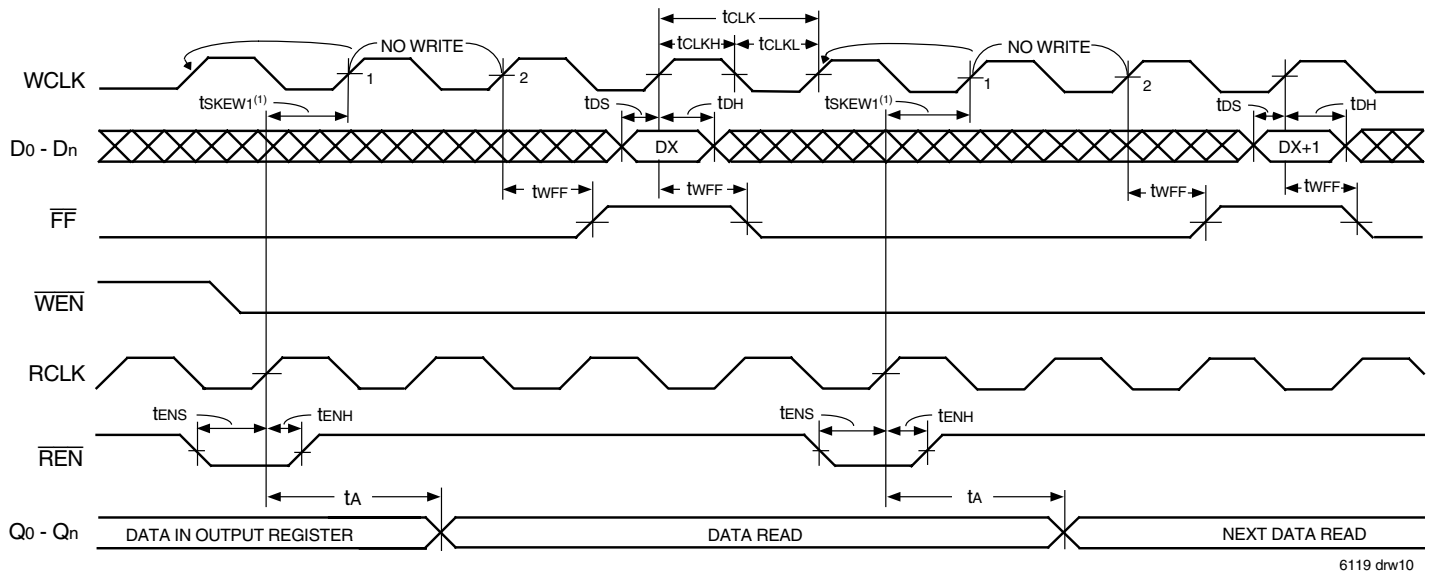 tCLK
tCLKH tCLKL
NO WRITE NO WRITE
WCLK 1 2 1 2
tSKEW1(1) tDS tDH tSKEW1(1) tDS tDH
D0 - Dn DX DX+1
tWFF tWFF tWFF tWFF
FF
WEN
RCLK
tENS tENH tENS tENH
REN
tA tA
Q0 - Qn DATA IN OUTPUT REGISTER DATA READ NEXT DATA READ
6119 drw10